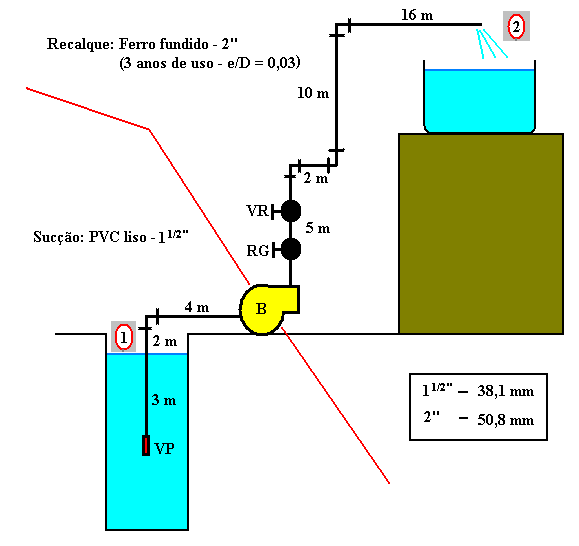 16 m
2
Recalque: Ferro fundido - 2"
(3 anos de uso - e/D = 0,03)
10 m
2 m
VR
5 m
Sucção: PVC liso - 1 1/2"
RG
4 m
B
1
2 m
3 m
VP
1 1/2" – 38,1 mm
2" – 50,8 mm